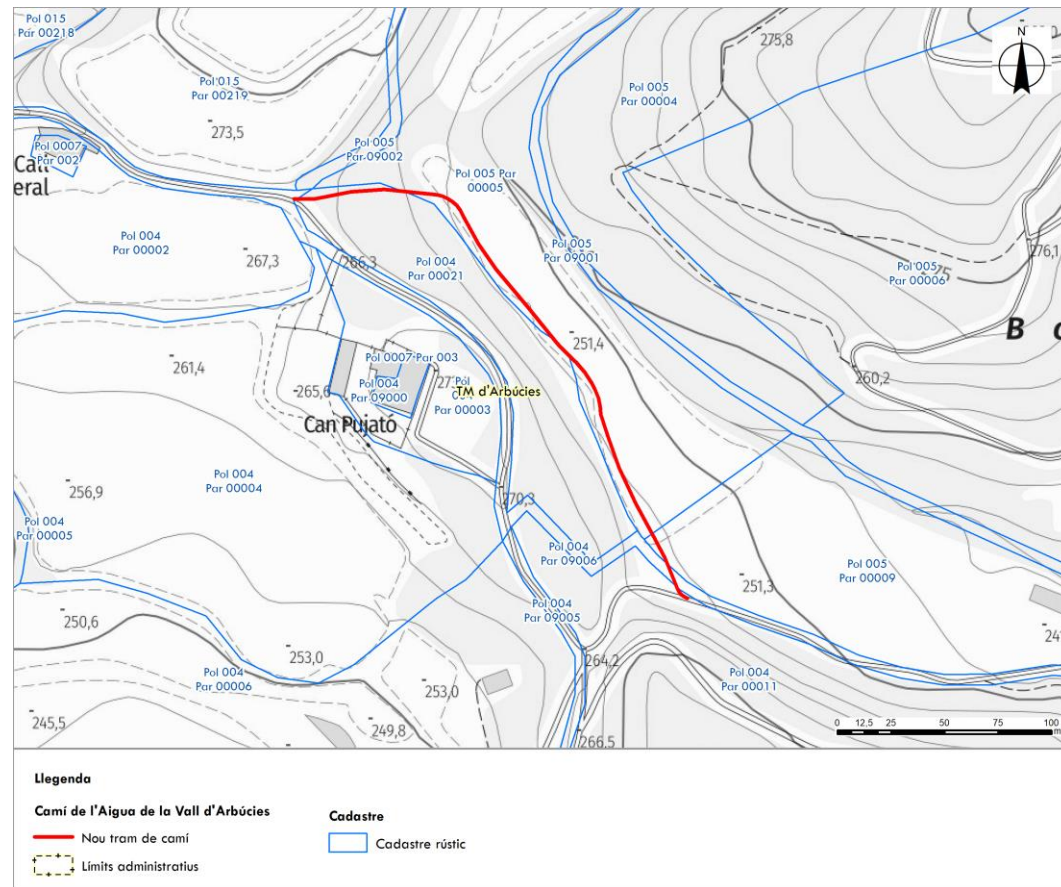 Pol 015
Par 00218
Pol 015
Par 00219
273,5
275,8
N
Pol 005
Par 00004
Pol 0007
Par 002
Pol 005
Par 09002
Pol 005 Par
00005
Pol 004
Par 00002
267,3
266,3
Pol 004
Par 00021
Pol 005
Par 09001
Pol 005
Par 00006
276,1
B
251,4
261,4
265,6
Pol 0007 Par 003
Pol 004
Par 09000
Pol
Par 00003
TM d'Arbúcies
260,2
Can Pujató
Pol 004
Par 00004
256,9
Pol 004
Par 00005
270,3
Pol 004
Par 09006
Pol 005
Par 00009
251,3
Pol 004
Par 09005
250,6
253,0
264,2
Pol 004
Par 00006
253,0
Pol 004
Par 00011
245,5
249,8
266,5
0 12,5 25 50 75 100
m
Llegenda
Camí de l'Aigua de la Vall d'Arbúcies
Nou tram de camí
Límits administratius
Cadastre
Cadastre rústic